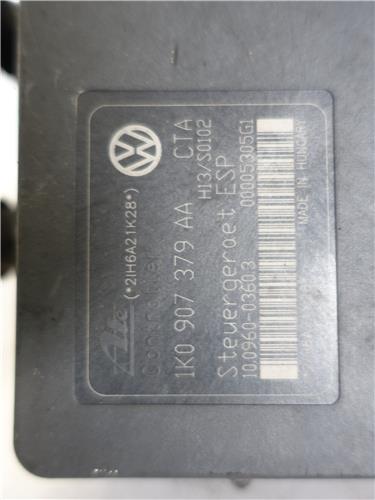 Ate (*2IH6A21K28*)
Controller
1K0 907 379 AA CTA
H13/S0102
Steuergeraet ESP
10.0960-0360.3 00005305G1
MADE IN HUNGARY